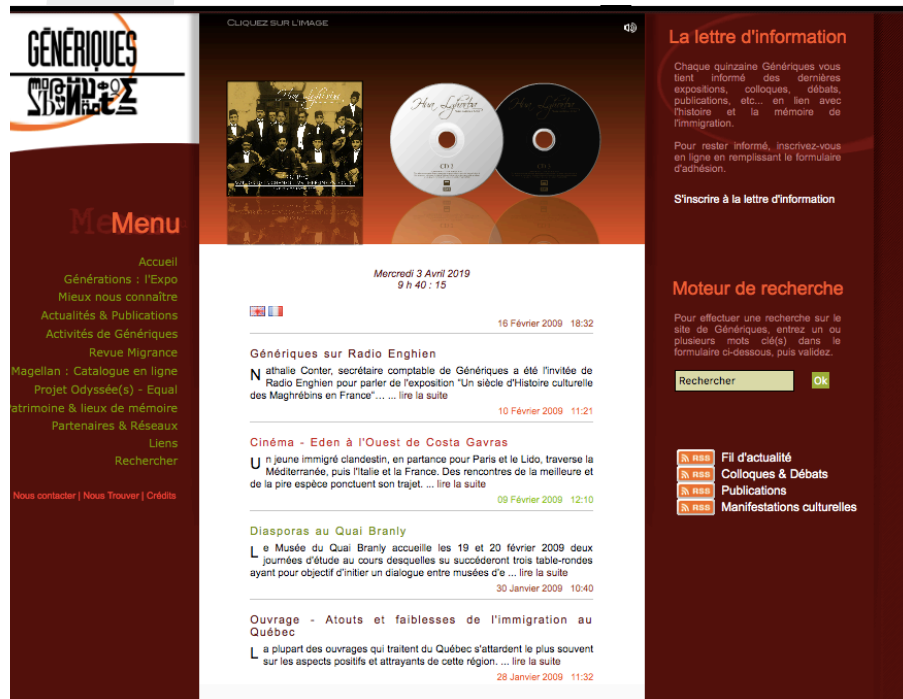 GÉNÉRIQUES
Menu
Accueil
Générations : l'Expo
Mieux nous connaître
Actualités & Publications
Activités de Génériques
Revue Migrance
Magellan : Catalogue en ligne
Projet Odyssée(s) - Equal
atrimoine & lieux de mémoire
Partenaires & Réseaux
Liens
Rechercher
Nous contacter | Nous Trouver | Crédits
CLIQUEZ SUR L'IMAGE
Hna Lghorba
Hna Lghorba
CD 2
Hna Lghorba
Mercredi 3 Avril 2019
9 h 40 : 15
16 Février 2009 18:32
Génériques sur Radio Enghien
Nathalie Conter, secrétaire comptable de Génériques a été l'invitée de
Radio Enghien pour parler de l'exposition "Un siècle d'Histoire culturelle
des Maghrébins en France"... ... lire la suite
10 Février 2009 11:21
Cinéma - Eden à l'Ouest de Costa Gavras
Un jeune immigré clandestin, en partance pour Paris et le Lido, traverse la
Méditerranée, puis l'Italie et la France. Des rencontres de la meilleure et
de la pire espèce ponctuent son trajet. ... lire la suite
09 Février 2009 12:10
Diasporas au Quai Branly
Le Musée du Quai Branly accueille les 19 et 20 février 2009 deux
journées d'étude au cours desquelles su succéderont trois table-rondes
ayant pour objectif d'initier un dialogue entre musées d'e ... lire la suite
30 Janvier 2009 10:40
Ouvrage - Atouts et faiblesses de l'immigration au
Québec
La plupart des ouvrages qui traitent du Québec s'attardent le plus souvent
sur les aspects positifs et attrayants de cette région. ... lire la suite
28 Janvier 2009 11:32
La lettre d'information
Chaque quinzaine Génériques vous
tient informé des dernières
expositions, colloques, débats,
publications, etc... en lien avec
l'histoire et la mémoire de
l'immigration.
Pour rester informé, inscrivez-vous
en ligne en remplissant le formulaire
d'adhésion.
S'inscrire à la lettre d'information
Moteur de recherche
Pour effectuer une recherche sur le
site de Génériques, entrez un ou
plusieurs mots clé(s) dans le
formulaire ci-dessous, puis validez.
Rechercher Ok
RSS Fil d'actualité
RSS Colloques & Débats
RSS Publications
RSS Manifestations culturelles